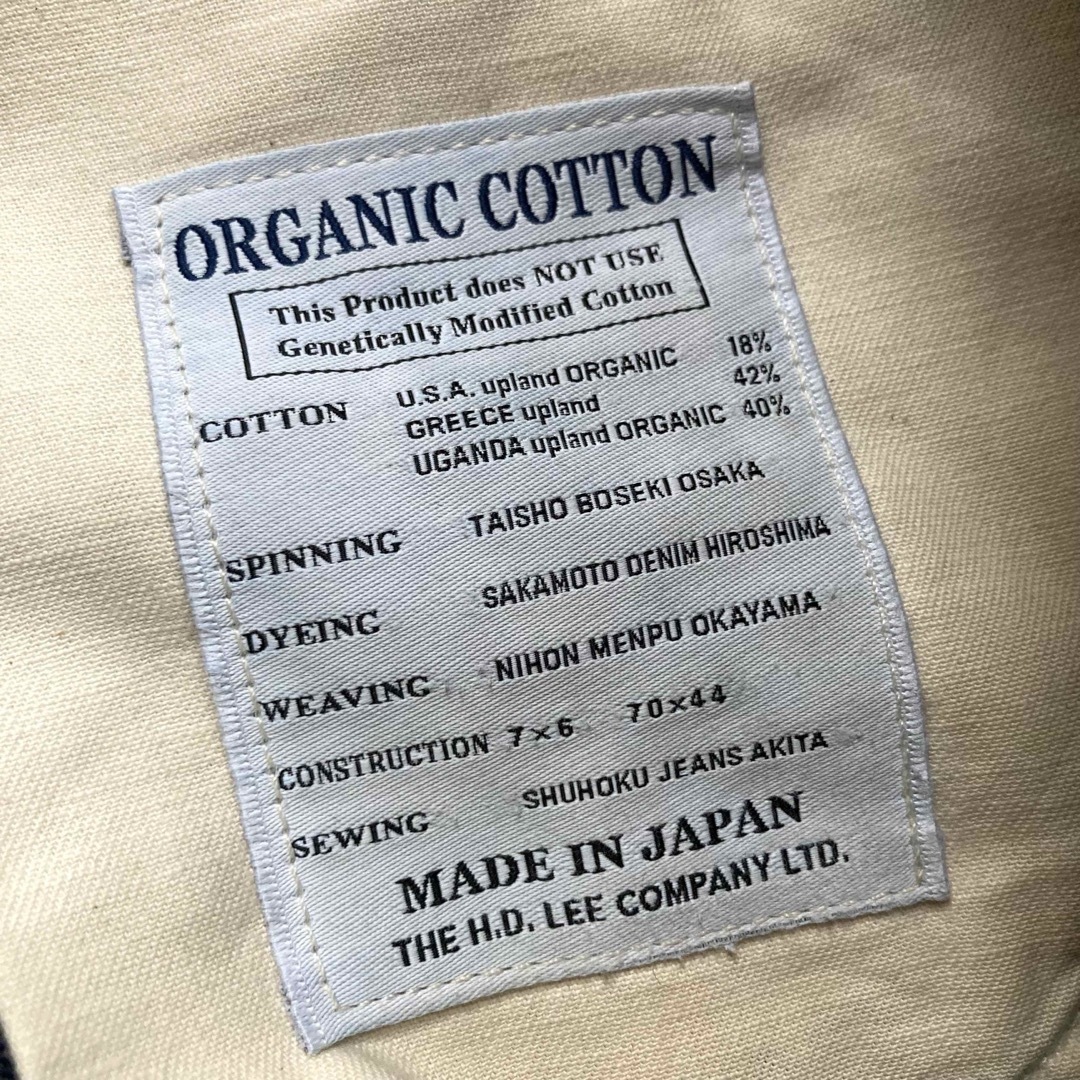 ORGANIC COTTON
This Product does NOT USE
Genetically Modified Cotton
COTTON U.S.A. upland ORGANIC 18%
GREECE upland 42%
UGANDA upland ORGANIC 40%
SPINNING TAISHO BOSEKI OSAKA
DYEING SAKAMOTO DENIM HIROSHIMA
WEAVING NIHON MENPU OKAYAMA
CONSTRUCTION 7×6 70×44
SEWING SHUHOKU JEANS AKITA
MADE IN JAPAN
THE H.D. LEE COMPANY LTD.